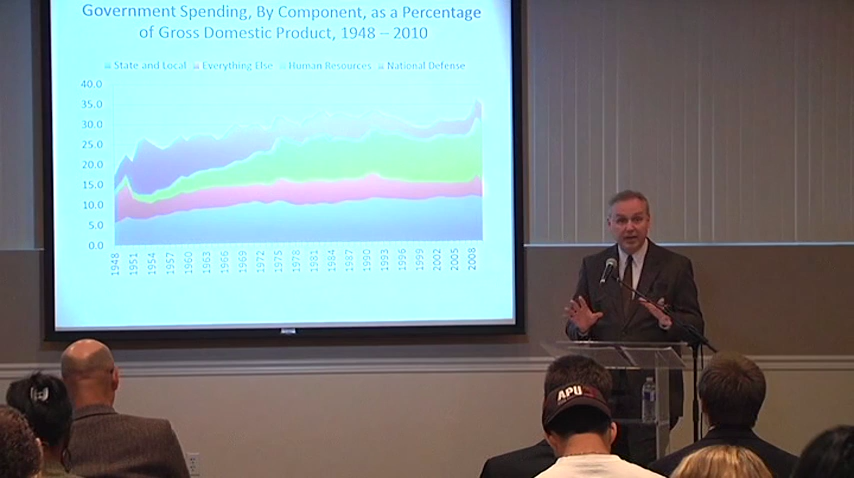 Government Spending, By Component, as a Percentage
of Gross Domestic Product, 1948 – 2010
State and Local Everything Else Human Resources National Defense
40.0
35.0
30.0
25.0
20.0
15.0
10.0
5.0
0.0
1948 1951 1954 1957 1960 1963 1966 1969 1972 1975 1978 1981 1984 1987 1990 1993 1996 1999 2002 2005 2008
APU